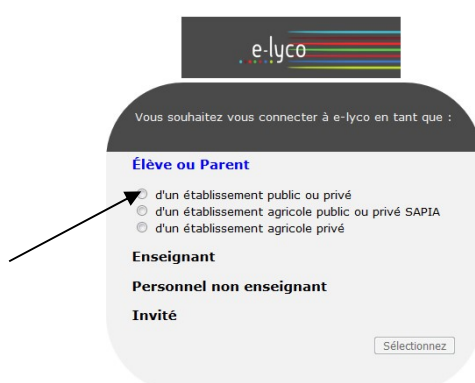 e-lyco
Vous souhaitez vous connecter à e-lyco en tant que :
Élève ou Parent
d'un établissement public ou privé
d'un établissement agricole public ou privé SAPIA
d'un établissement agricole privé
Enseignant
Personnel non enseignant
Invité
Sélectionnez